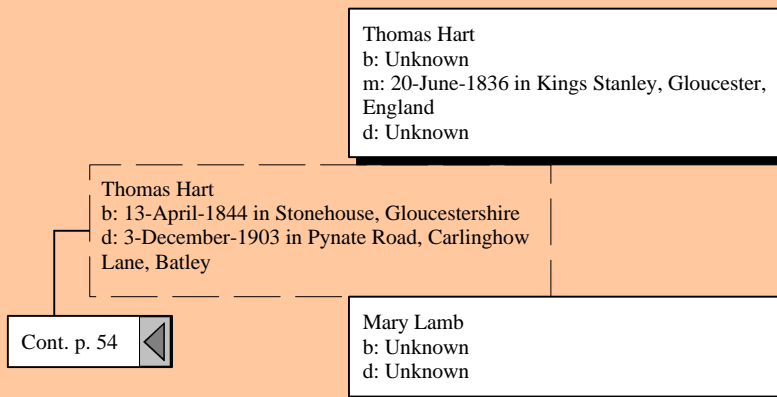 Thomas Hart
b: Unknown
m: 20-June-1836 in Kings Stanley, Gloucester,
England
d: Unknown
Thomas Hart
b: 13-April-1844 in Stonehouse, Gloucestershire
d: 3-December-1903 in Pynate Road, Carlinghow
Lane, Batley
Cont. p. 54
Mary Lamb
b: Unknown
d: Unknown